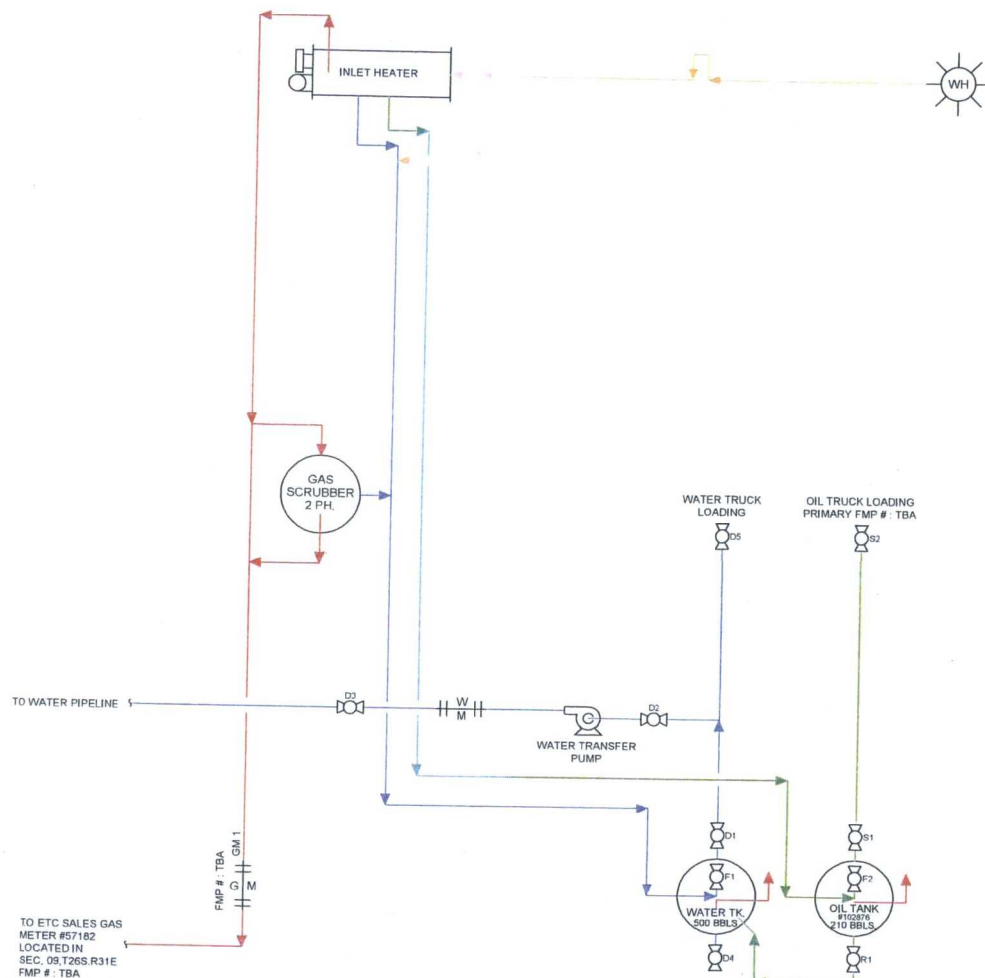 INLET HEATER
WH
GAS
SCRUBBER
2 PH.
WATER TRUCK
LOADING
D5
OIL TRUCK LOADING
PRIMARY FMP # : TBA
S2
TO WATER PIPELINE
D3
W
M
D2
WATER TRANSFER
PUMP
D1
S1
F1
F2
WATER TK.
500 BBLS.
OIL TANK
#102876
210 BBLS.
D4
R1
FMP # : TBA
GM 1
G M
TO ETC SALES GAS
METER #57182
LOCATED IN
SEC, 09,T26S.R31E
FMP # : TBA